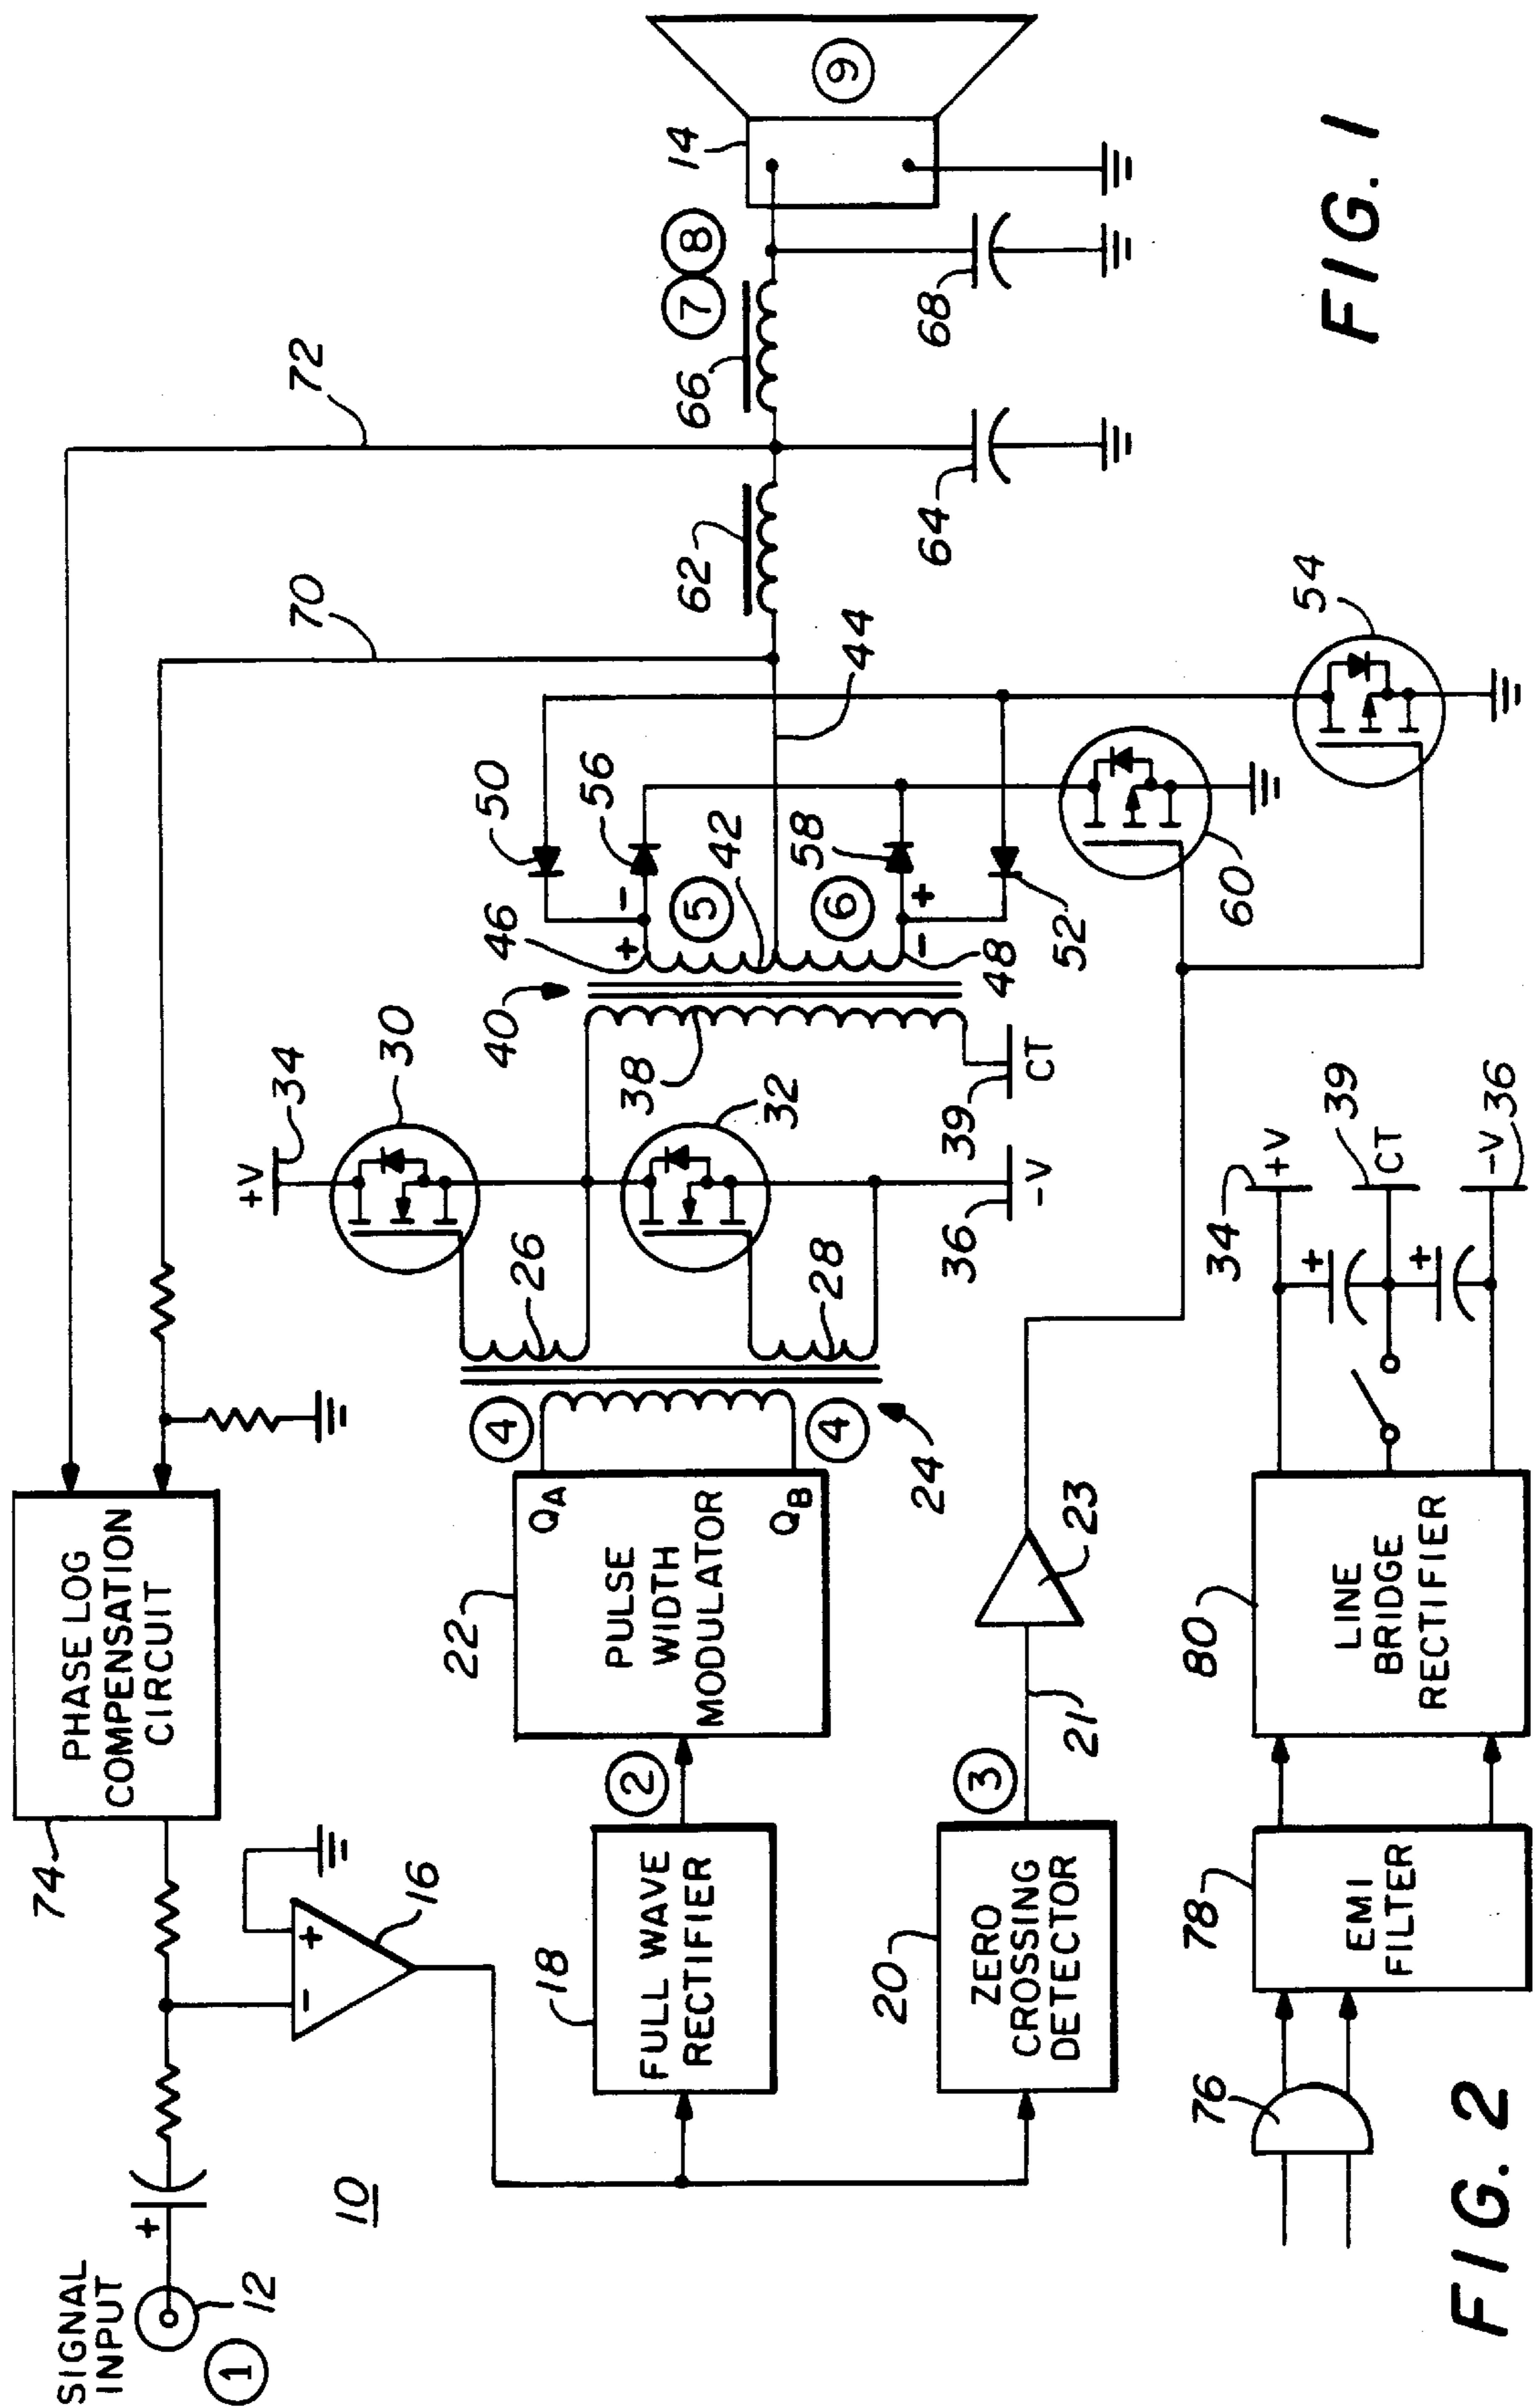 SIGNAL
INPUT
1
12
10
+
74
PHASE LOG
COMPENSATION
CIRCUIT
72
70
+
-
16
18
FULL WAVE
RECTIFIER
2
22
PULSE
WIDTH
MODULATOR
QA
QB
4
4
24
20
ZERO
CROSSING
DETECTOR
3
21
23
26
28
+V
34
30
32
36
-V
38
39
CT
40
46
+
-
5
42
6
-
+
48
50
56
58
52
44
60
54
62
64
66
7
8
68
14
9
FIG. 1
76
78
EMI
FILTER
80
LINE
BRIDGE
RECTIFIER
34
+V
+
39
CT
+
-V
36
FIG. 2